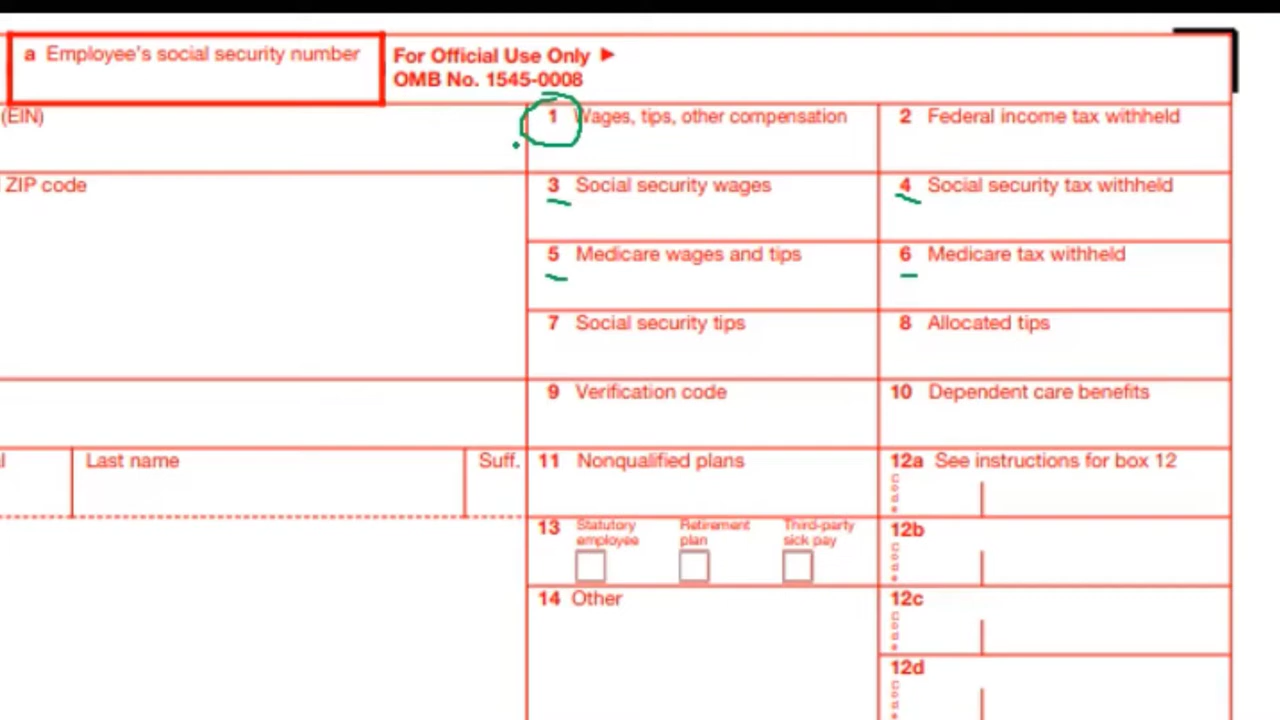 a Employee's social security number
For Official Use Only ►
OMB No. 1545-0008
(EIN)
1 Wages, tips, other compensation
2 Federal income tax withheld
ZIP code
3 Social security wages
4 Social security tax withheld
5 Medicare wages and tips
6 Medicare tax withheld
7 Social security tips
8 Allocated tips
9 Verification code
10 Dependent care benefits
Last name
Suff.
11 Nonqualified plans
12a See instructions for box 12
Code
13 Statutory employee
Retirement plan
Third-party sick pay
12b
Code
14 Other
12c
Code
12d